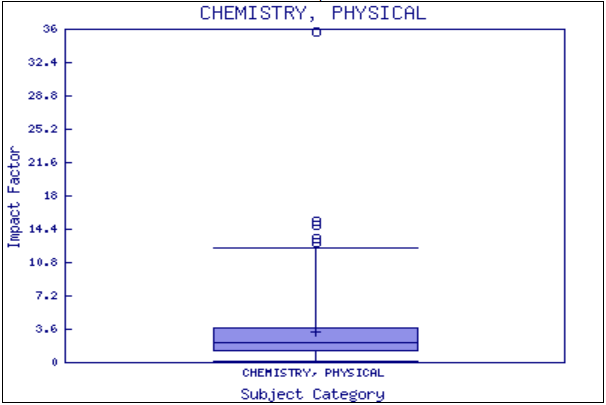 CHEMISTRY, PHYSICAL
36
32.4
28.8
25.2
21.6
18
14.4
10.8
7.2
3.6
0
Impact Factor
CHEMISTRY, PHYSICAL
Subject Category